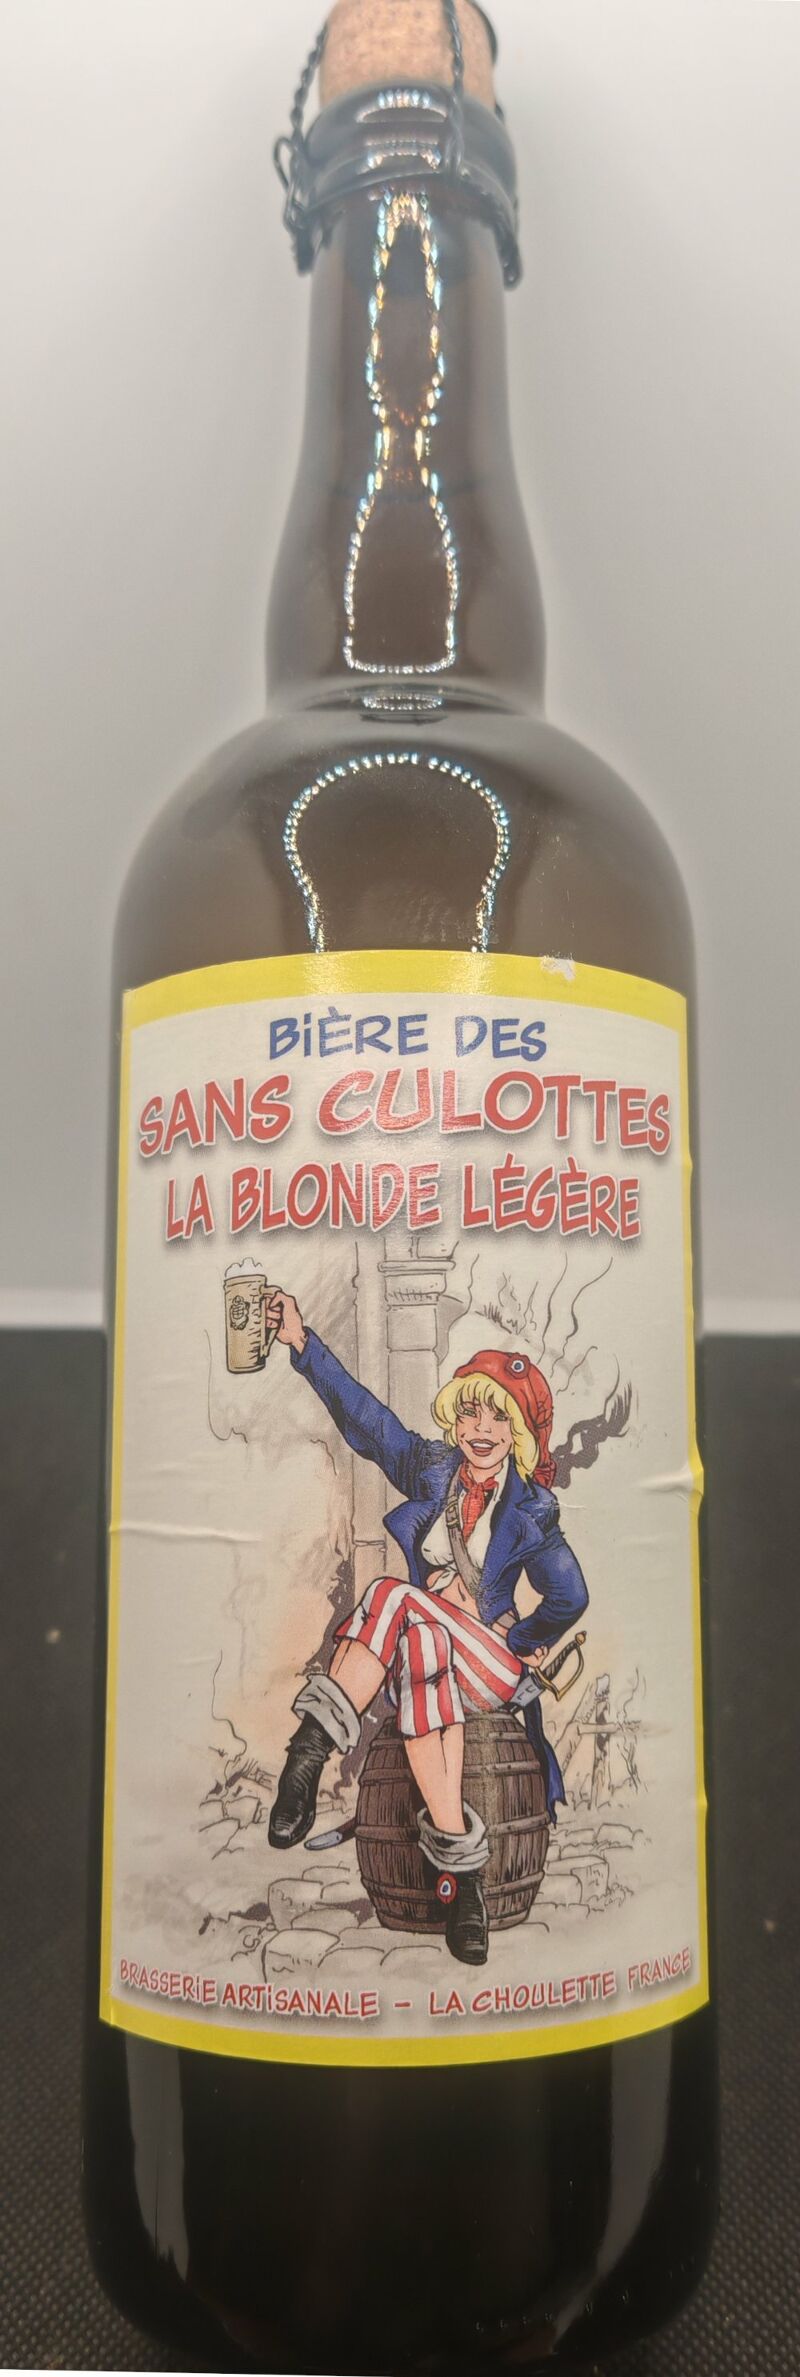 BiÈRE DES
SANS CULOTTES
LA BLONDE LÉGÈRE
BRASSERiE ARTiSANALE – LA CHOULETTE FRANCE